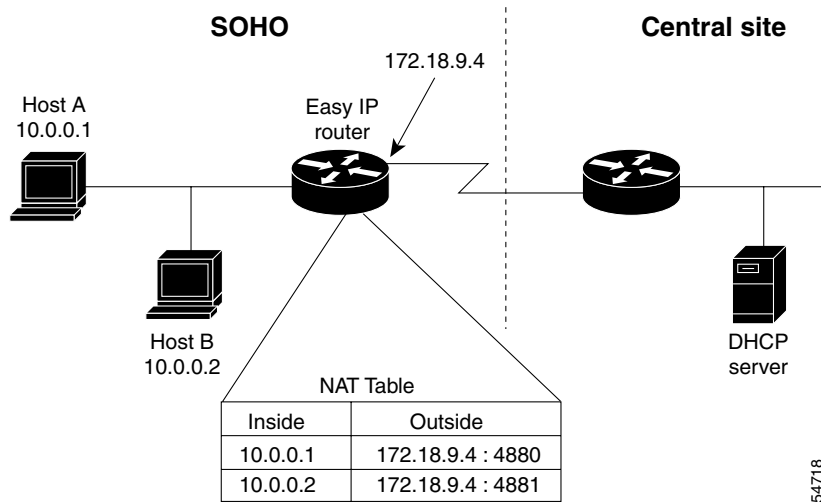 SOHO
Central site
172.18.9.4
Host A
10.0.0.1
Easy IP
router
Host B
10.0.0.2
DHCP
server
NAT Table
Inside Outside
10.0.0.1 172.18.9.4 : 4880
10.0.0.2 172.18.9.4 : 4881
54718